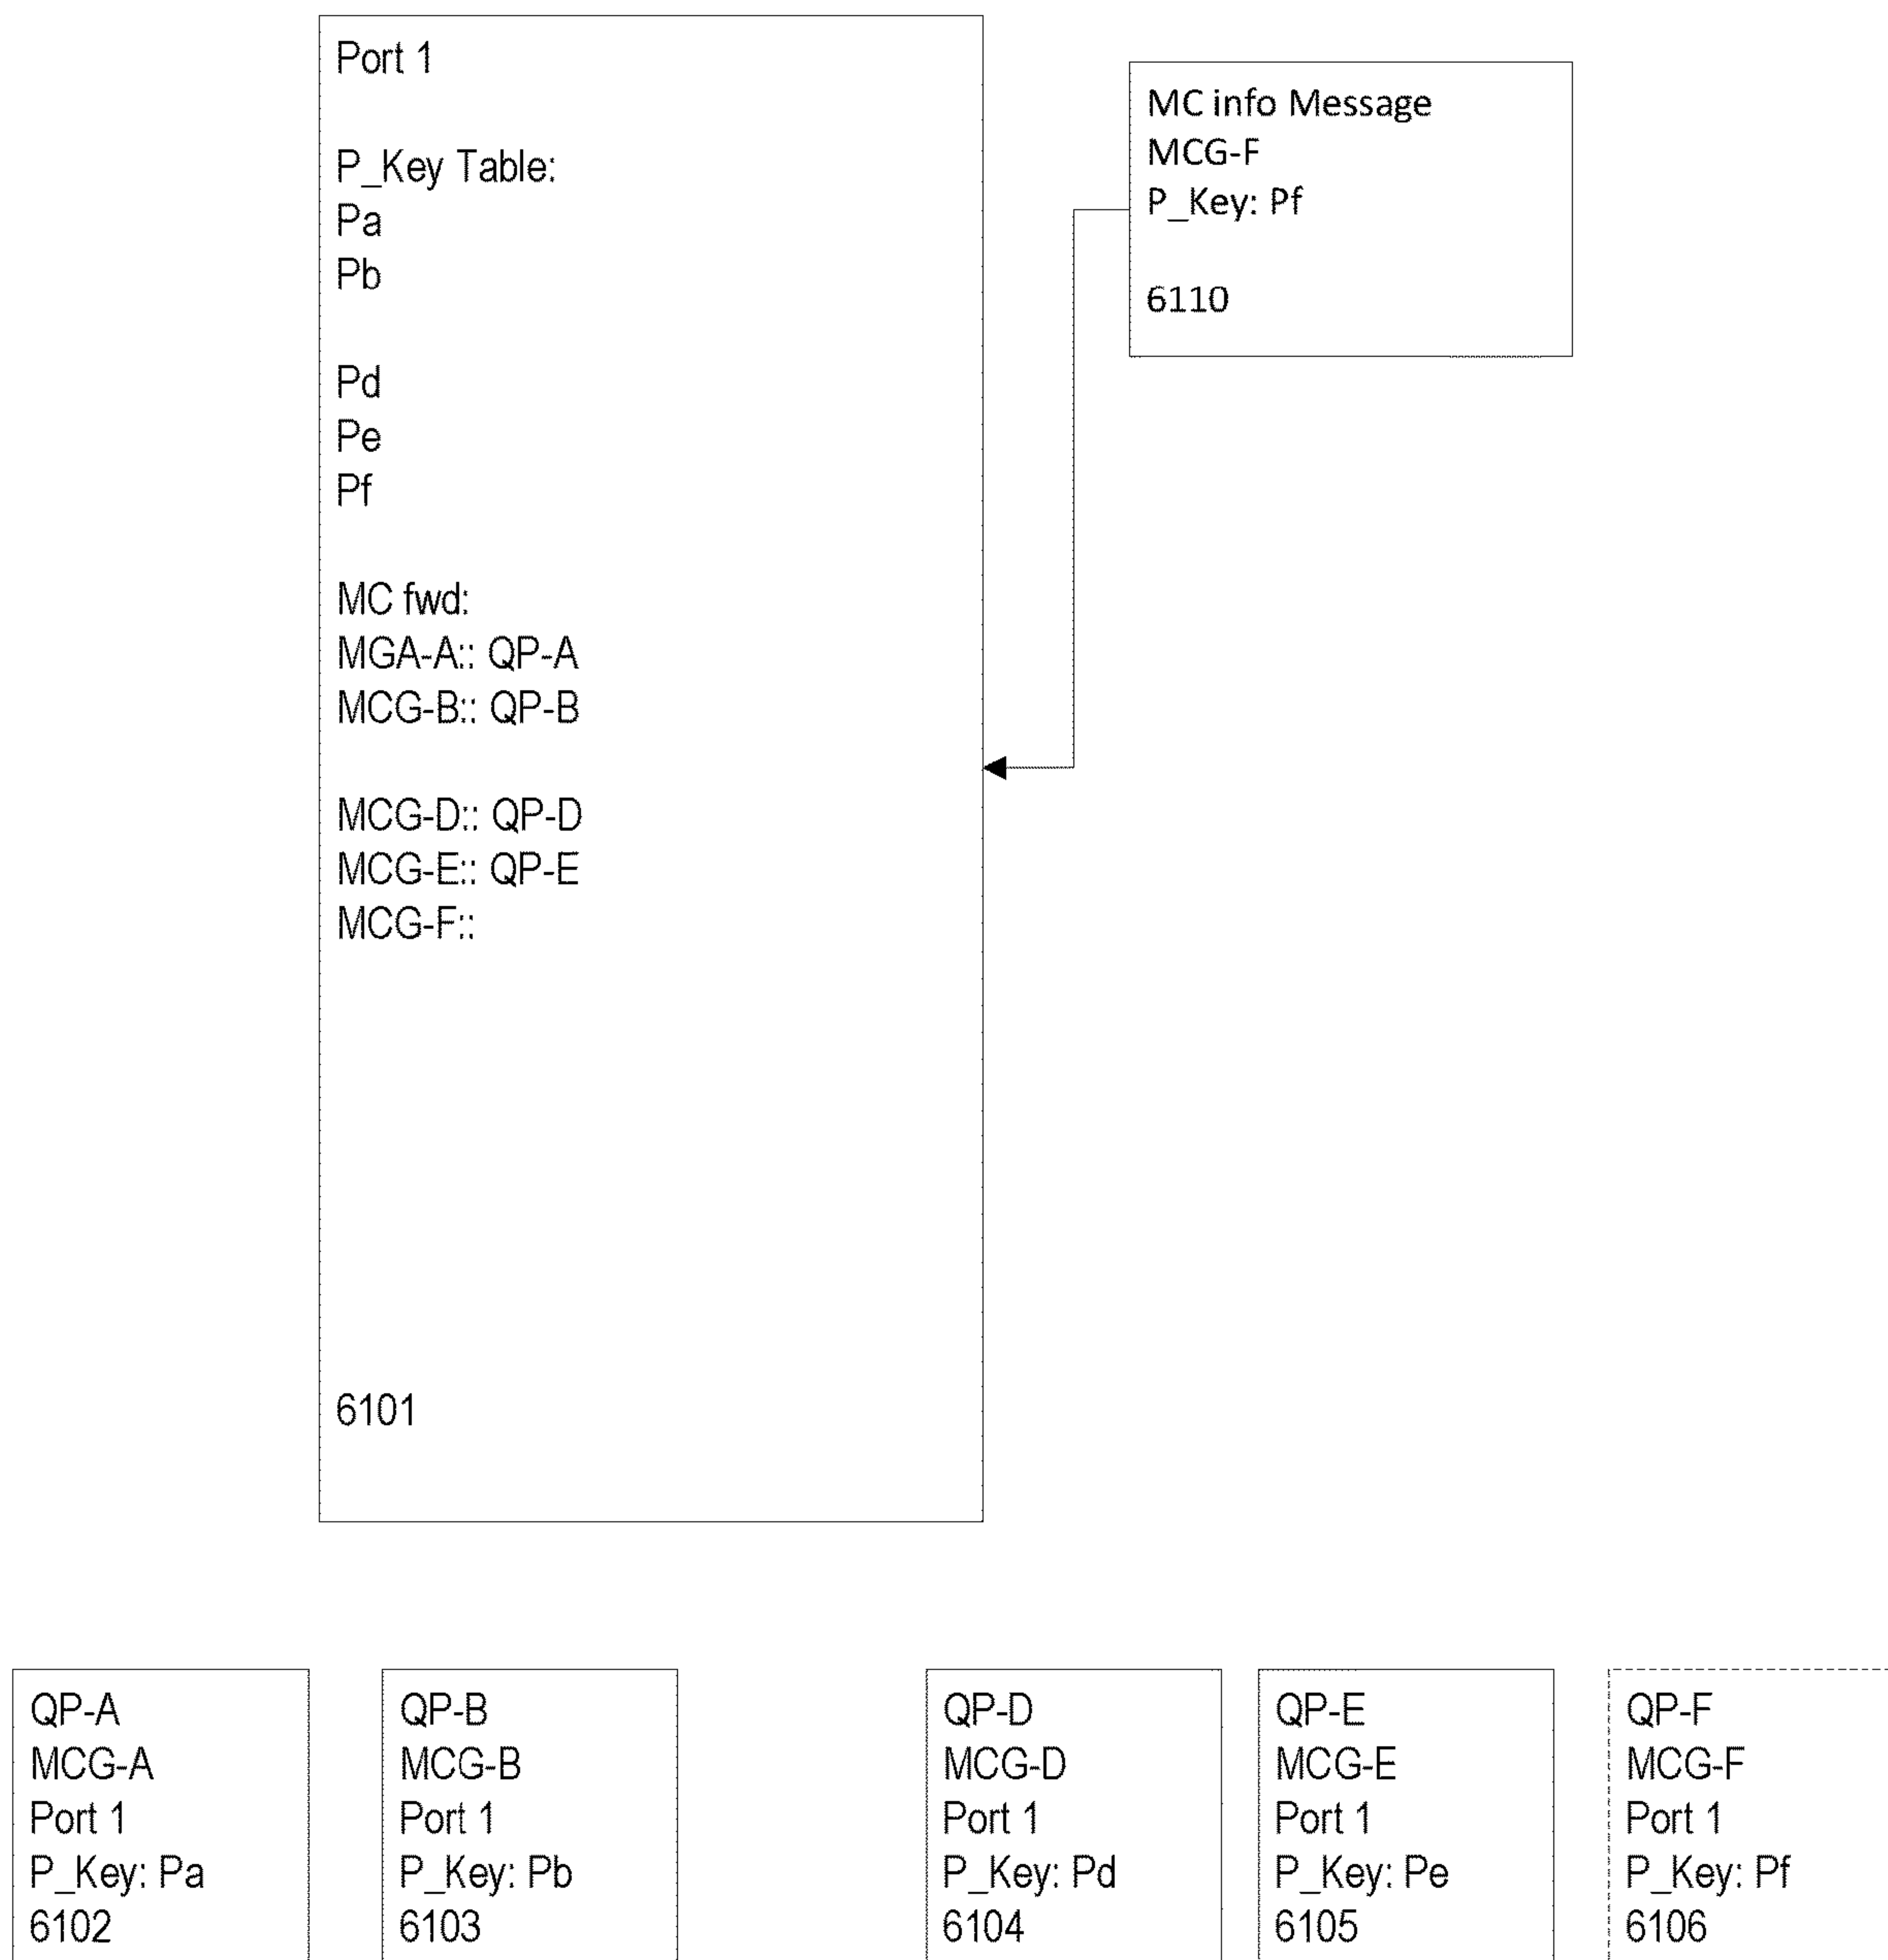 Port 1
P_Key Table:
Pa
Pb
Pd
Pe
Pf
MC fwd:
MGA-A:: QP-A
MCG-B:: QP-B
MCG-D:: QP-D
MCG-E:: QP-E
MCG-F::
6101
MC info Message
MCG-F
P_Key: Pf
6110
QP-A
MCG-A
Port 1
P_Key: Pa
6102
QP-B
MCG-B
Port 1
P_Key: Pb
6103
QP-D
MCG-D
Port 1
P_Key: Pd
6104
QP-E
MCG-E
Port 1
P_Key: Pe
6105
QP-F
MCG-F
Port 1
P_Key: Pf
6106